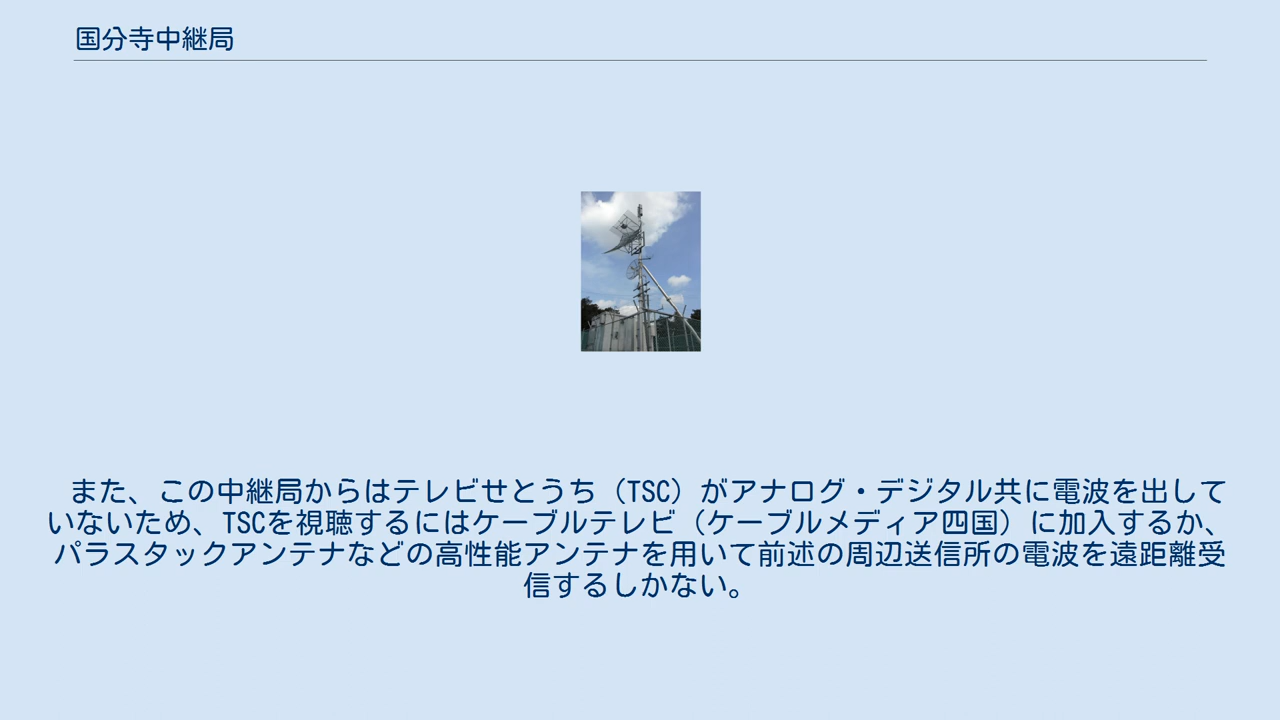 国分寺中継局
また、この中継局からはテレビせとうち（TSC）がアナログ・デジタル共に電波を出して
いないため、TSCを視聴するにはケーブルテレビ（ケーブルメディア四国）に加入するか、
パラスタックアンテナなどの高性能アンテナを用いて前述の周辺送信所の電波を遠距離受
信するしかない。